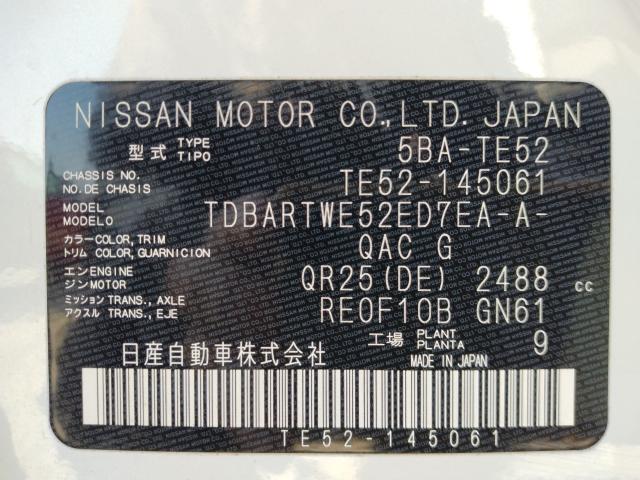 NISSAN MOTOR CO.,LTD. JAPAN
型式 TYPE TIPO 5BA-TE52
CHASSIS NO. NO. DE CHASIS TE52-145061
MODEL MODELO TDBARTWE52ED7EA-A-
カラー COLOR, TRIM トリム COLOR, GUARNICION QAC G
エンENGINE ジンMOTOR QR25(DE) 2488 cc
ミッション TRANS., AXLE アクスル TRANS., EJE RE0F10B GN61
工場 PLANT PLANTA 9
日産自動車株式会社 MADE IN JAPAN
TE52-145061